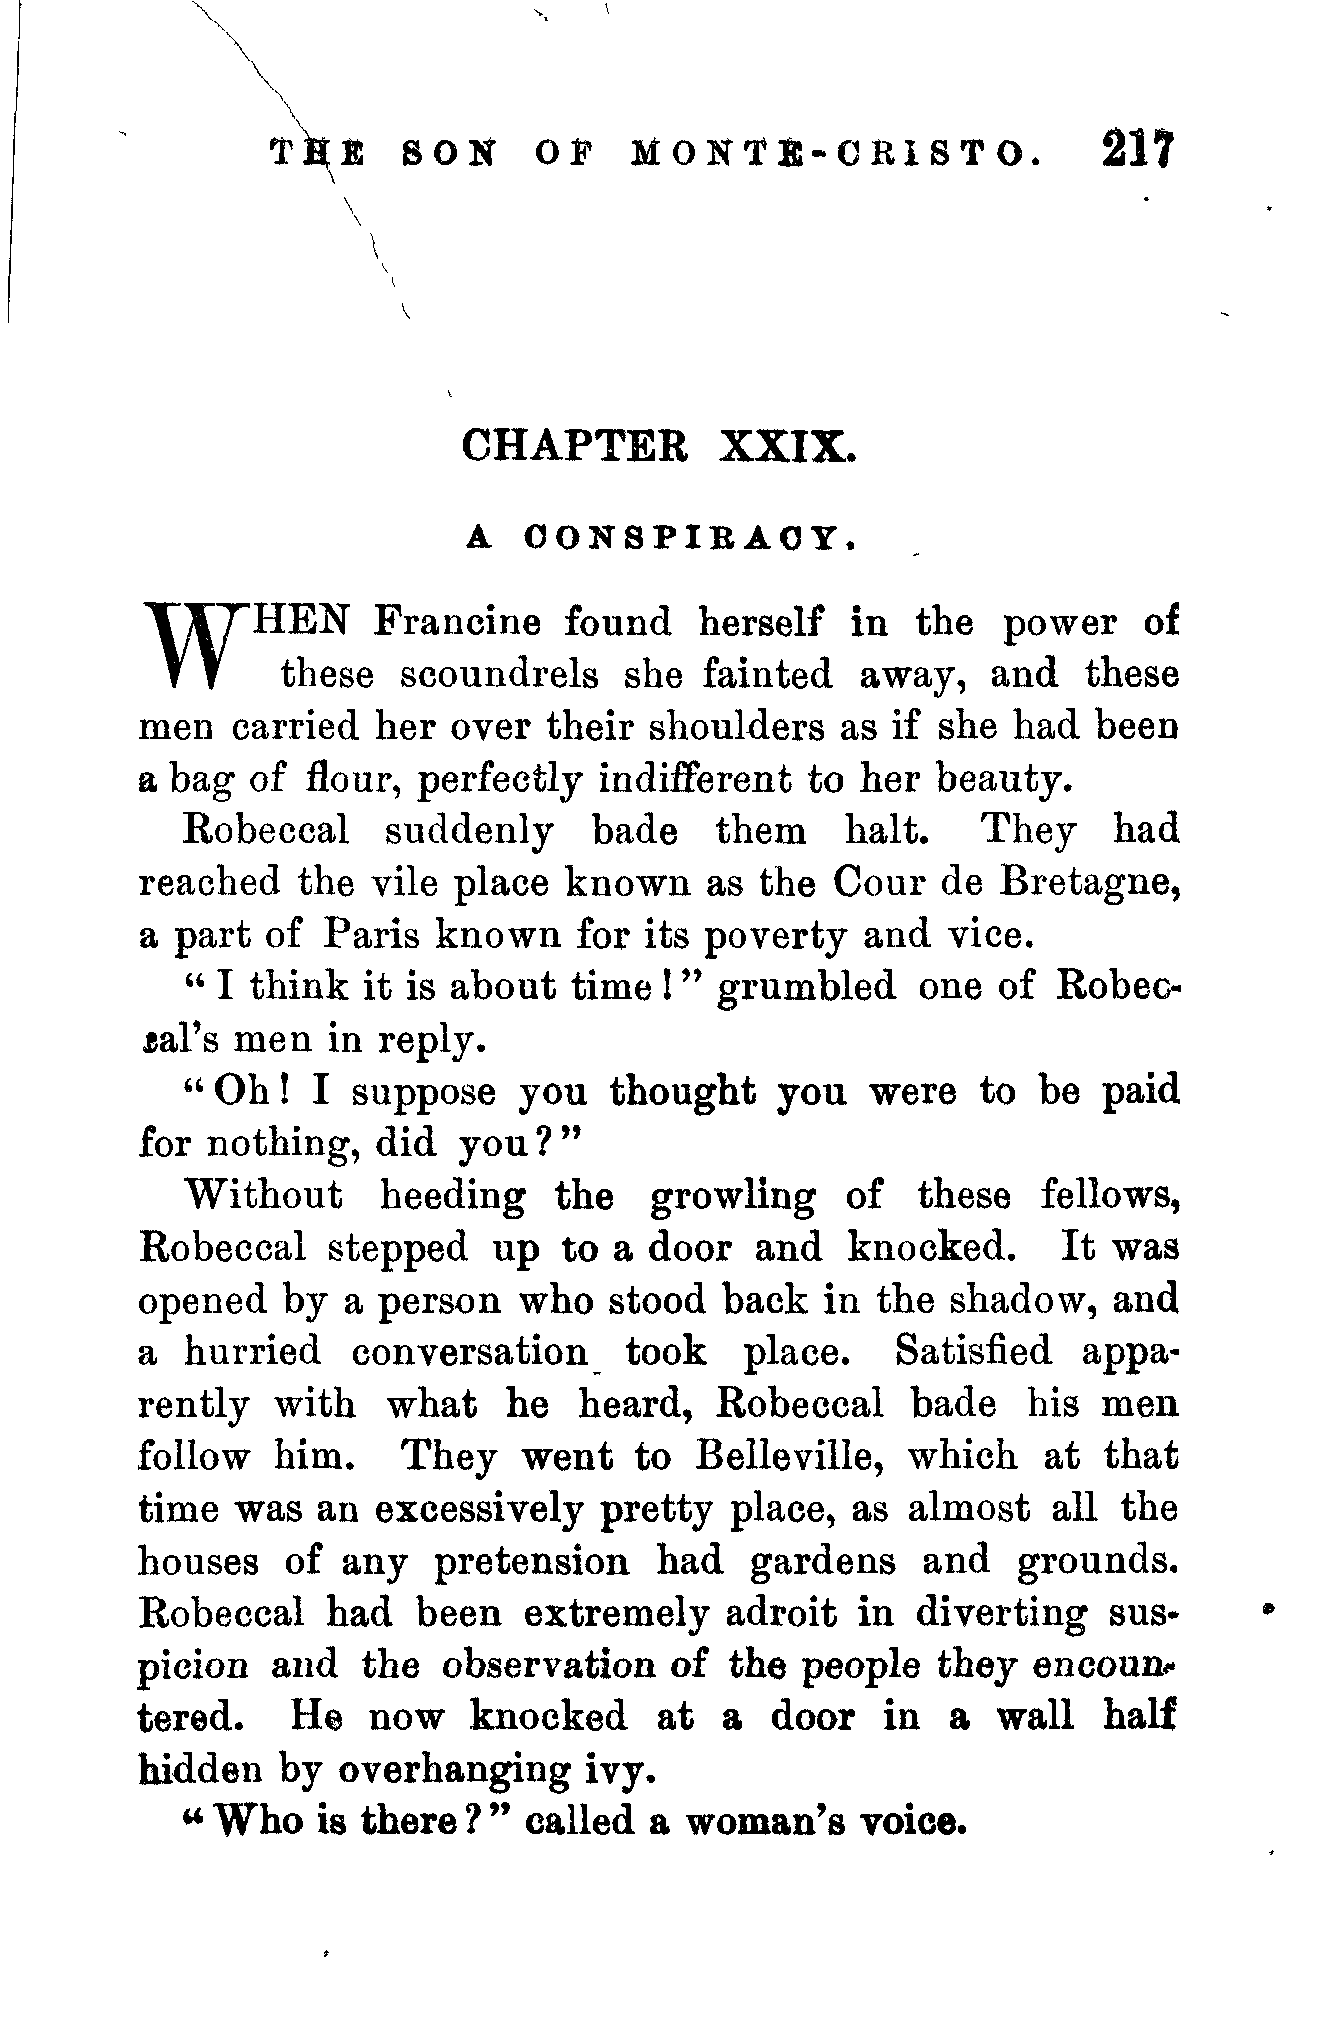 THE SON OF MONTE-CRISTO. 217
CHAPTER XXIX.
A CONSPIRACY.
WHEN Francine found herself in the power of
these scoundrels she fainted away, and these
men carried her over their shoulders as if she had been
a bag of flour, perfectly indifferent to her beauty.
Robeccal suddenly bade them halt. They had
reached the vile place known as the Cour de Bretagne,
a part of Paris known for its poverty and vice.
“ I think it is about time ! ” grumbled one of Robec-
cal’s men in reply.
“ Oh ! I suppose you thought you were to be paid
for nothing, did you ? ”
Without heeding the growling of these fellows,
Robeccal stepped up to a door and knocked. It was
opened by a person who stood back in the shadow, and
a hurried conversation took place. Satisfied appa-
rently with what he heard, Robeccal bade his men
follow him. They went to Belleville, which at that
time was an excessively pretty place, as almost all the
houses of any pretension had gardens and grounds.
Robeccal had been extremely adroit in diverting sus-
picion and the observation of the people they encoun-
tered. He now knocked at a door in a wall half
hidden by overhanging ivy.
“ Who is there ? ” called a woman’s voice.